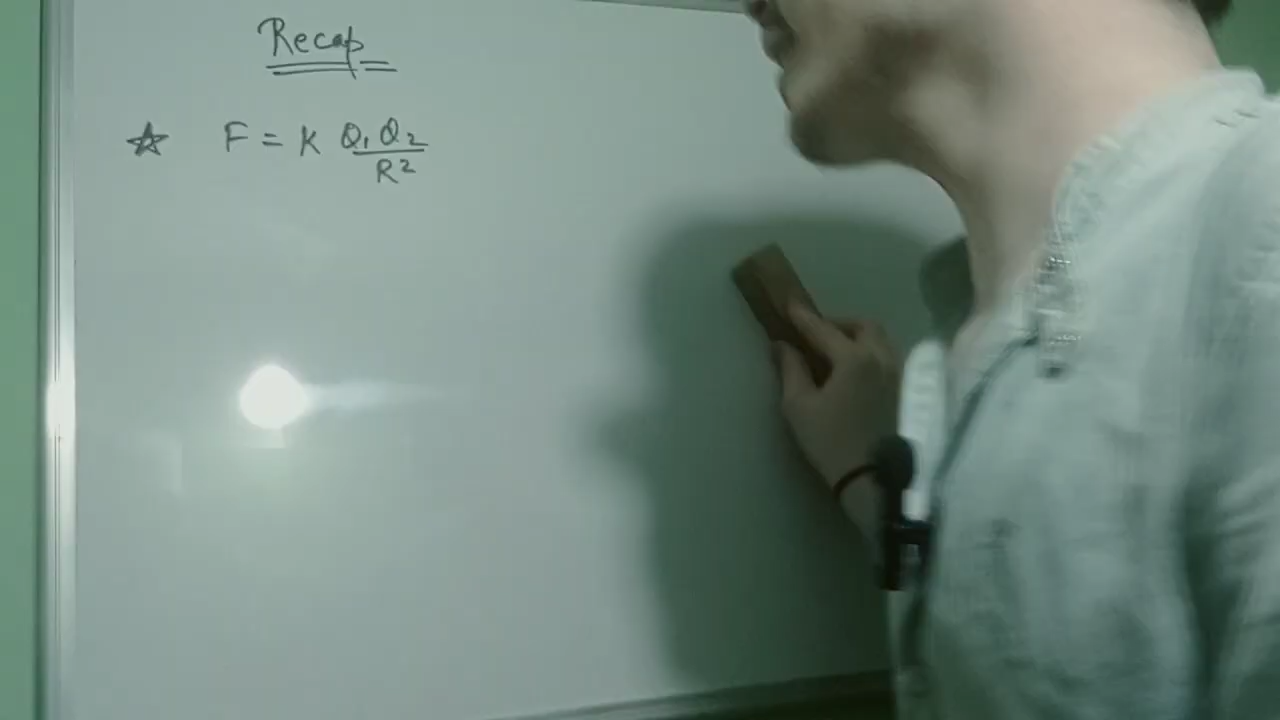 Recap
☆ F = K Q₁Q₂/R²